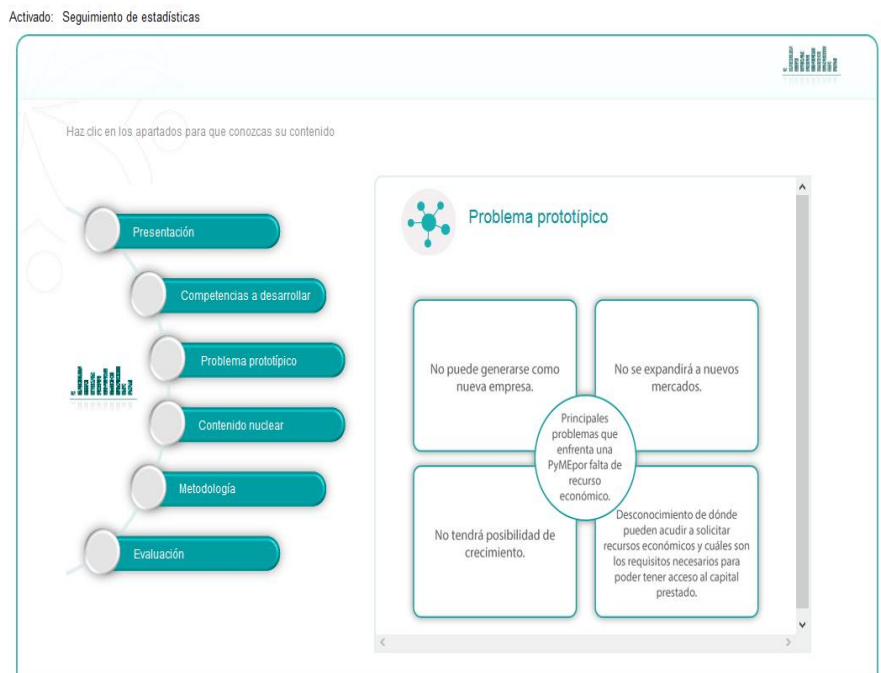 Activado: Seguimiento de estadísticas
Haz clic en los apartados para que conozcas su contenido
Presentación
Competencias a desarrollar
Problema prototípico
Contenido nuclear
Metodología
Evaluación
Problema prototípico
No puede generarse como
nueva empresa.
No se expandirá a nuevos
mercados.
Principales
problemas que
enfrenta una
PyMEpor falta de
recurso
económico.
No tendrá posibilidad de
crecimiento.
Desconocimiento de dónde
pueden acudir a solicitar
recursos económicos y cuáles son
los requisitos necesarios para
poder tener acceso al capital
prestado.